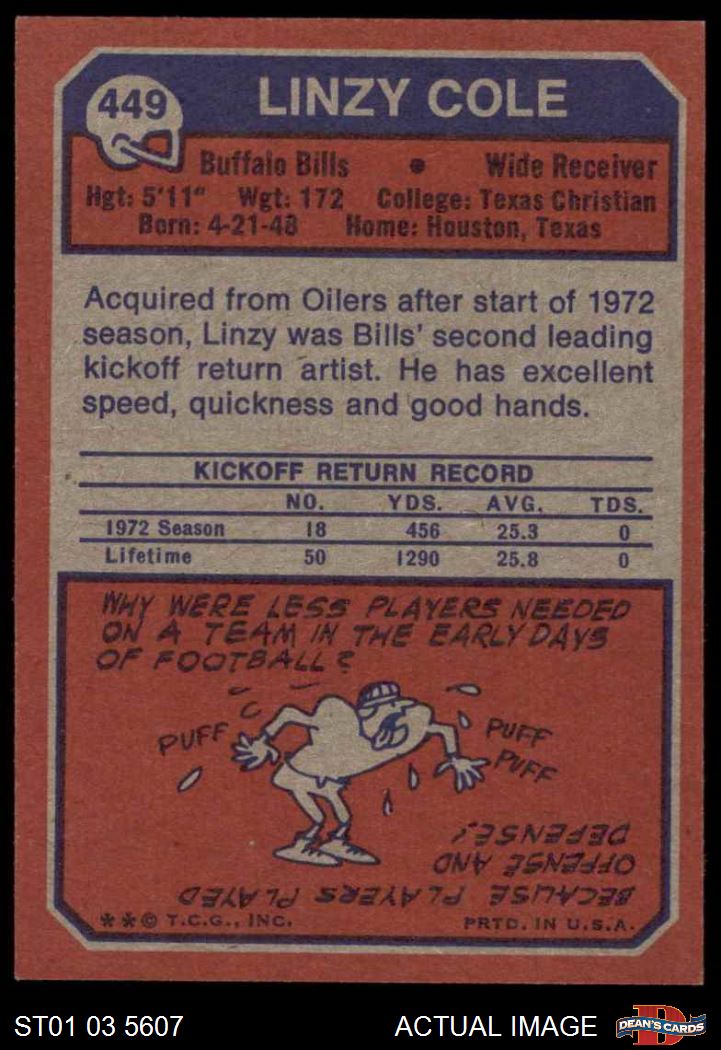 449
LINZY COLE
Buffalo Bills • Wide Receiver
Hgt: 5'11" Wgt: 172 College: Texas Christian
Born: 4-21-48 Home: Houston, Texas
Acquired from Oilers after start of 1972
season, Linzy was Bills' second leading
kickoff return artist. He has excellent
speed, quickness and good hands.
KICKOFF RETURN RECORD
NO. YDS. AVG. TDS.
1972 Season 18 456 25.3 0
Lifetime 50 1290 25.8 0
WHY WERE LESS PLAYERS NEEDED
ON A TEAM IN THE EARLY DAYS
OF FOOTBALL?
PUFF
PUFF
PUFF
BECAUSE PLAYERS PLAYED
OFFENSE AND
DEFENSE!
**© T.C.G., INC. PRTD. IN U.S.A.
ST01 03 5607 ACTUAL IMAGE
D
DEAN'S CARDS